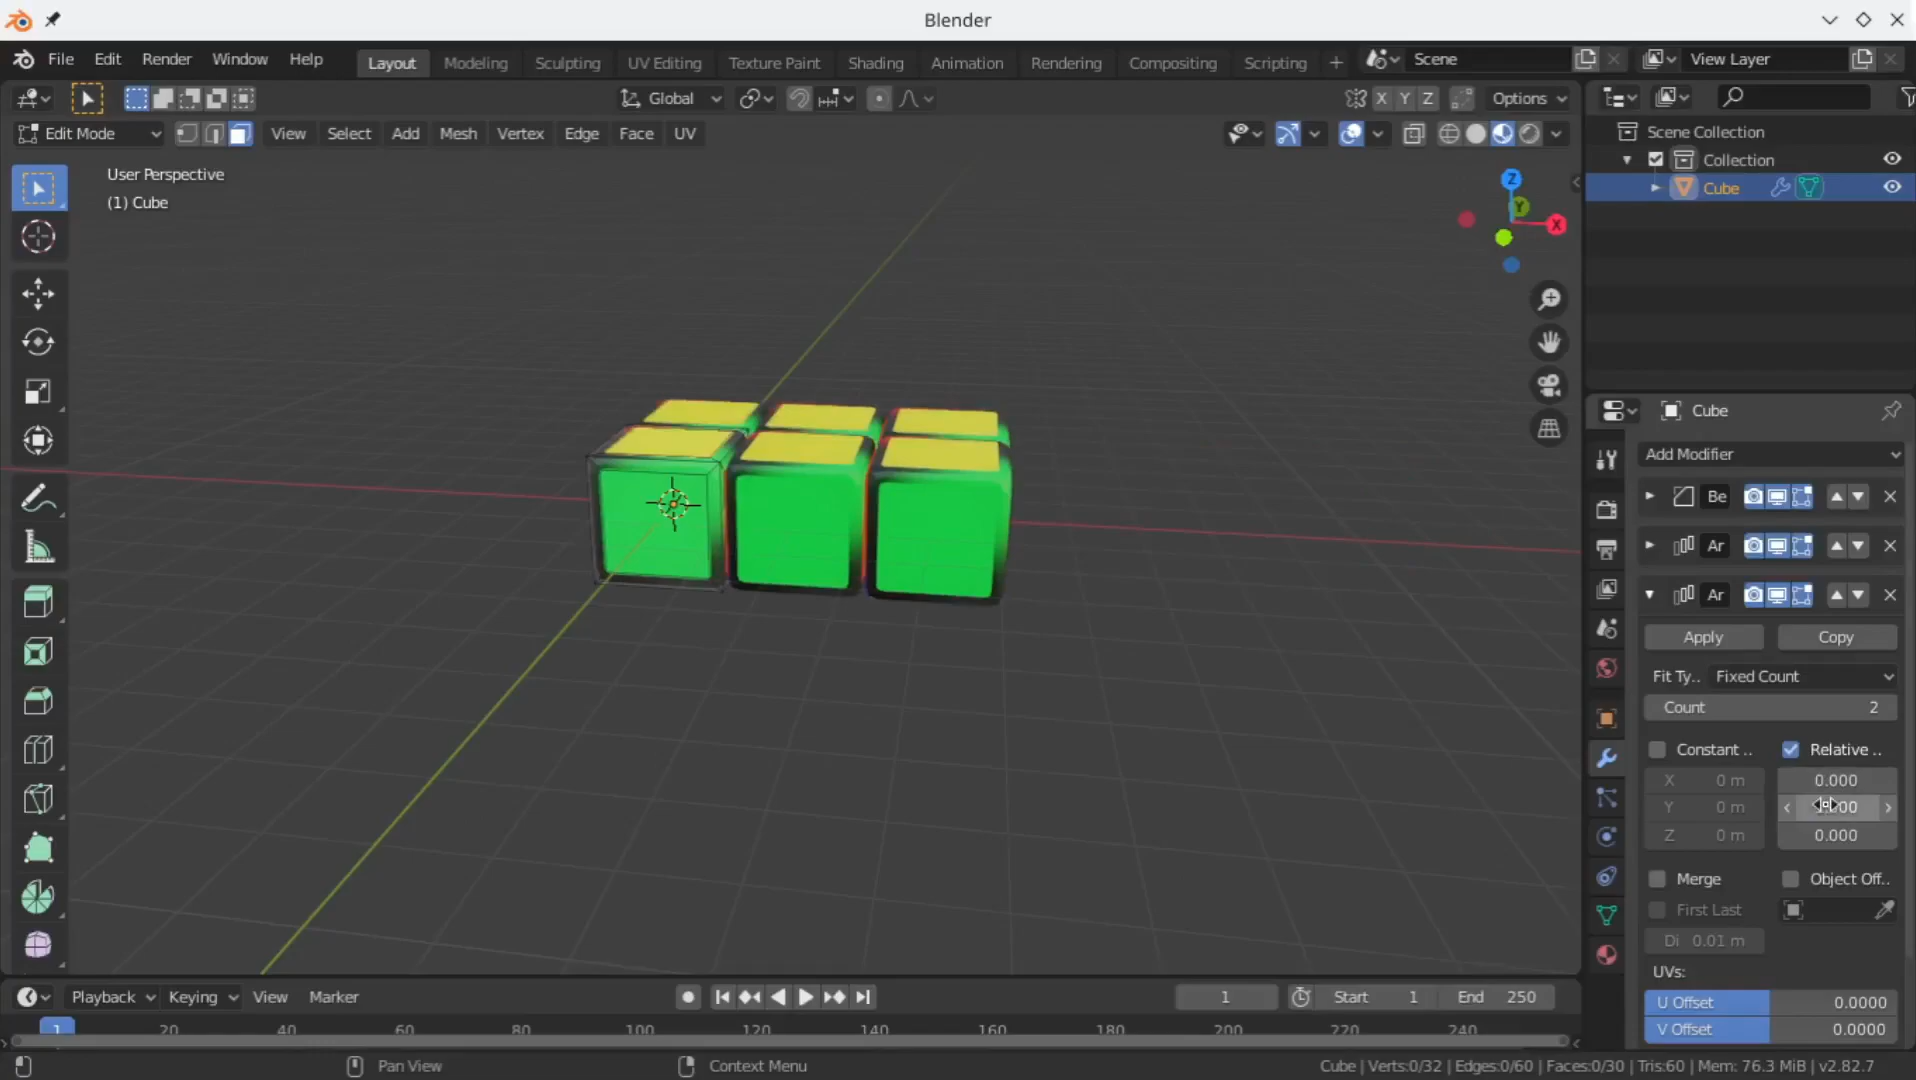 Blender
File Edit Render Window Help Layout Modeling Sculpting UV Editing Texture Paint Shading Animation Rendering Compositing Scripting + Scene View Layer
Global X Y Z Options
Edit Mode View Select Add Mesh Vertex Edge Face UV
User Perspective
(1) Cube
Z
Y
X
Scene Collection
Collection
Cube
Cube
Add Modifier
Be
Ar
Ar
Apply Copy
Fit Ty.. Fixed Count
Count 2
Constant .. Relative ..
X 0 m 0.000
Y 0 m
Z 0 m 0.000
Merge Object Off..
First Last
Di 0.01 m
UVs:
U Offset 0.0000
V Offset 0.0000
Playback Keying View Marker 1 Start 1 End 250
1 20 40 60 80 100 120 140 160 180 200 220 240
Pan View Context Menu Cube | Verts:0/32 | Edges:0/60 | Faces:0/30 | Tris:60 | Mem: 76.3 MiB | v2.82.7